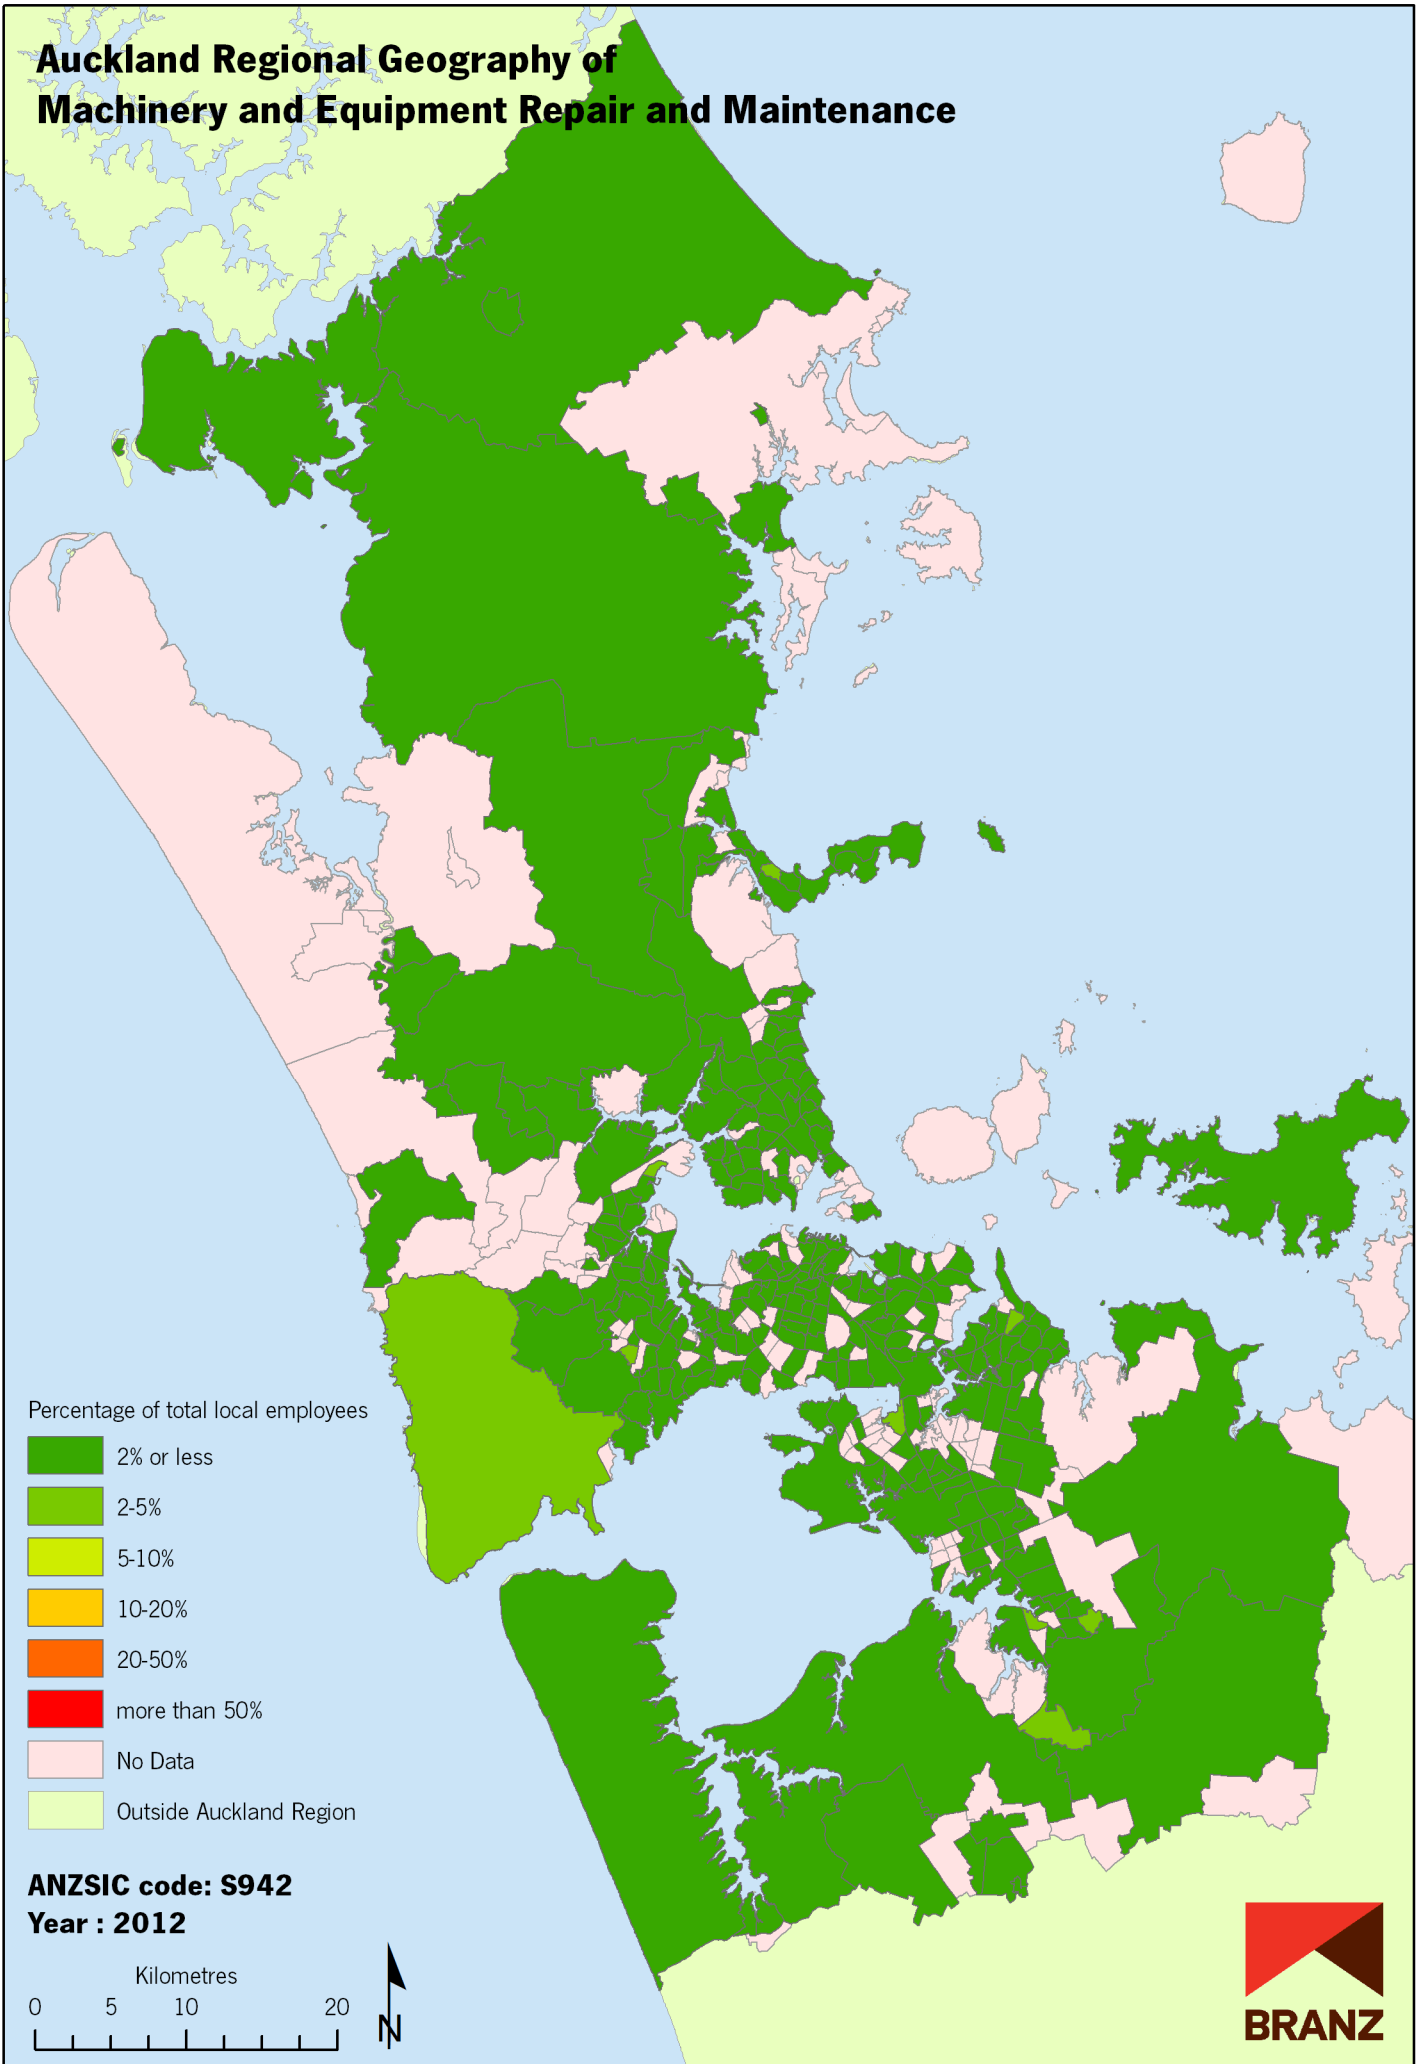 Auckland Regional Geography of
Machinery and Equipment Repair and Maintenance
Percentage of total local employees
2% or less
2-5%
5-10%
10-20%
20-50%
more than 50%
No Data
Outside Auckland Region
ANZSIC code: S942
Year : 2012
Kilometres
0 5 10 20
N
BRANZ